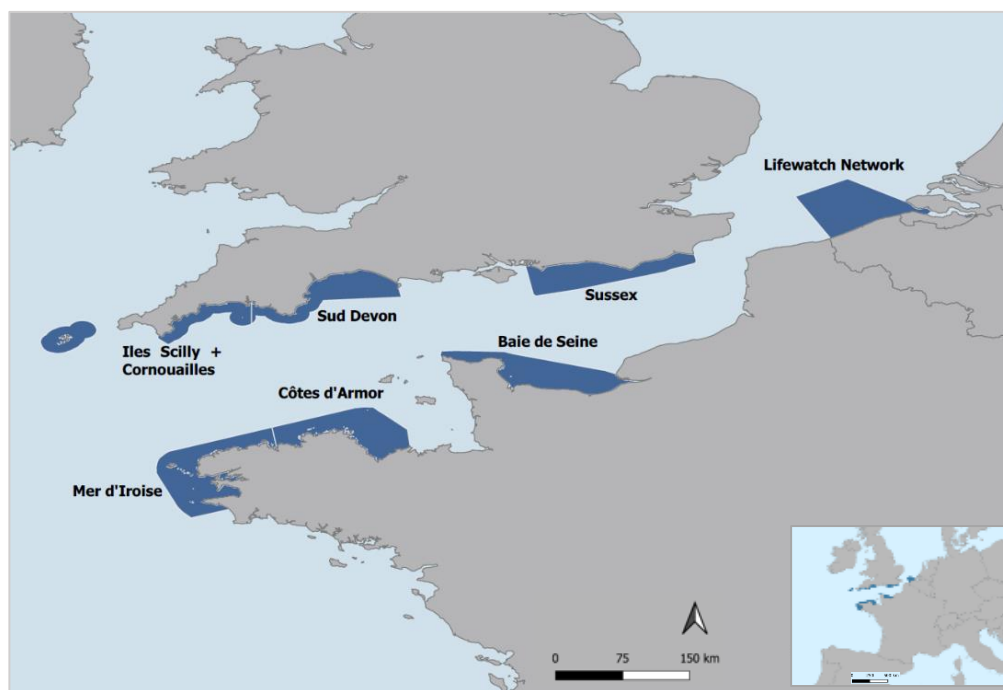 Lifewatch Network
Sussex
Sud Devon
Baie de Seine
Iles Scilly +
Cornouailles
Côtes d'Armor
Mer d'Iroise
0 75 150 km